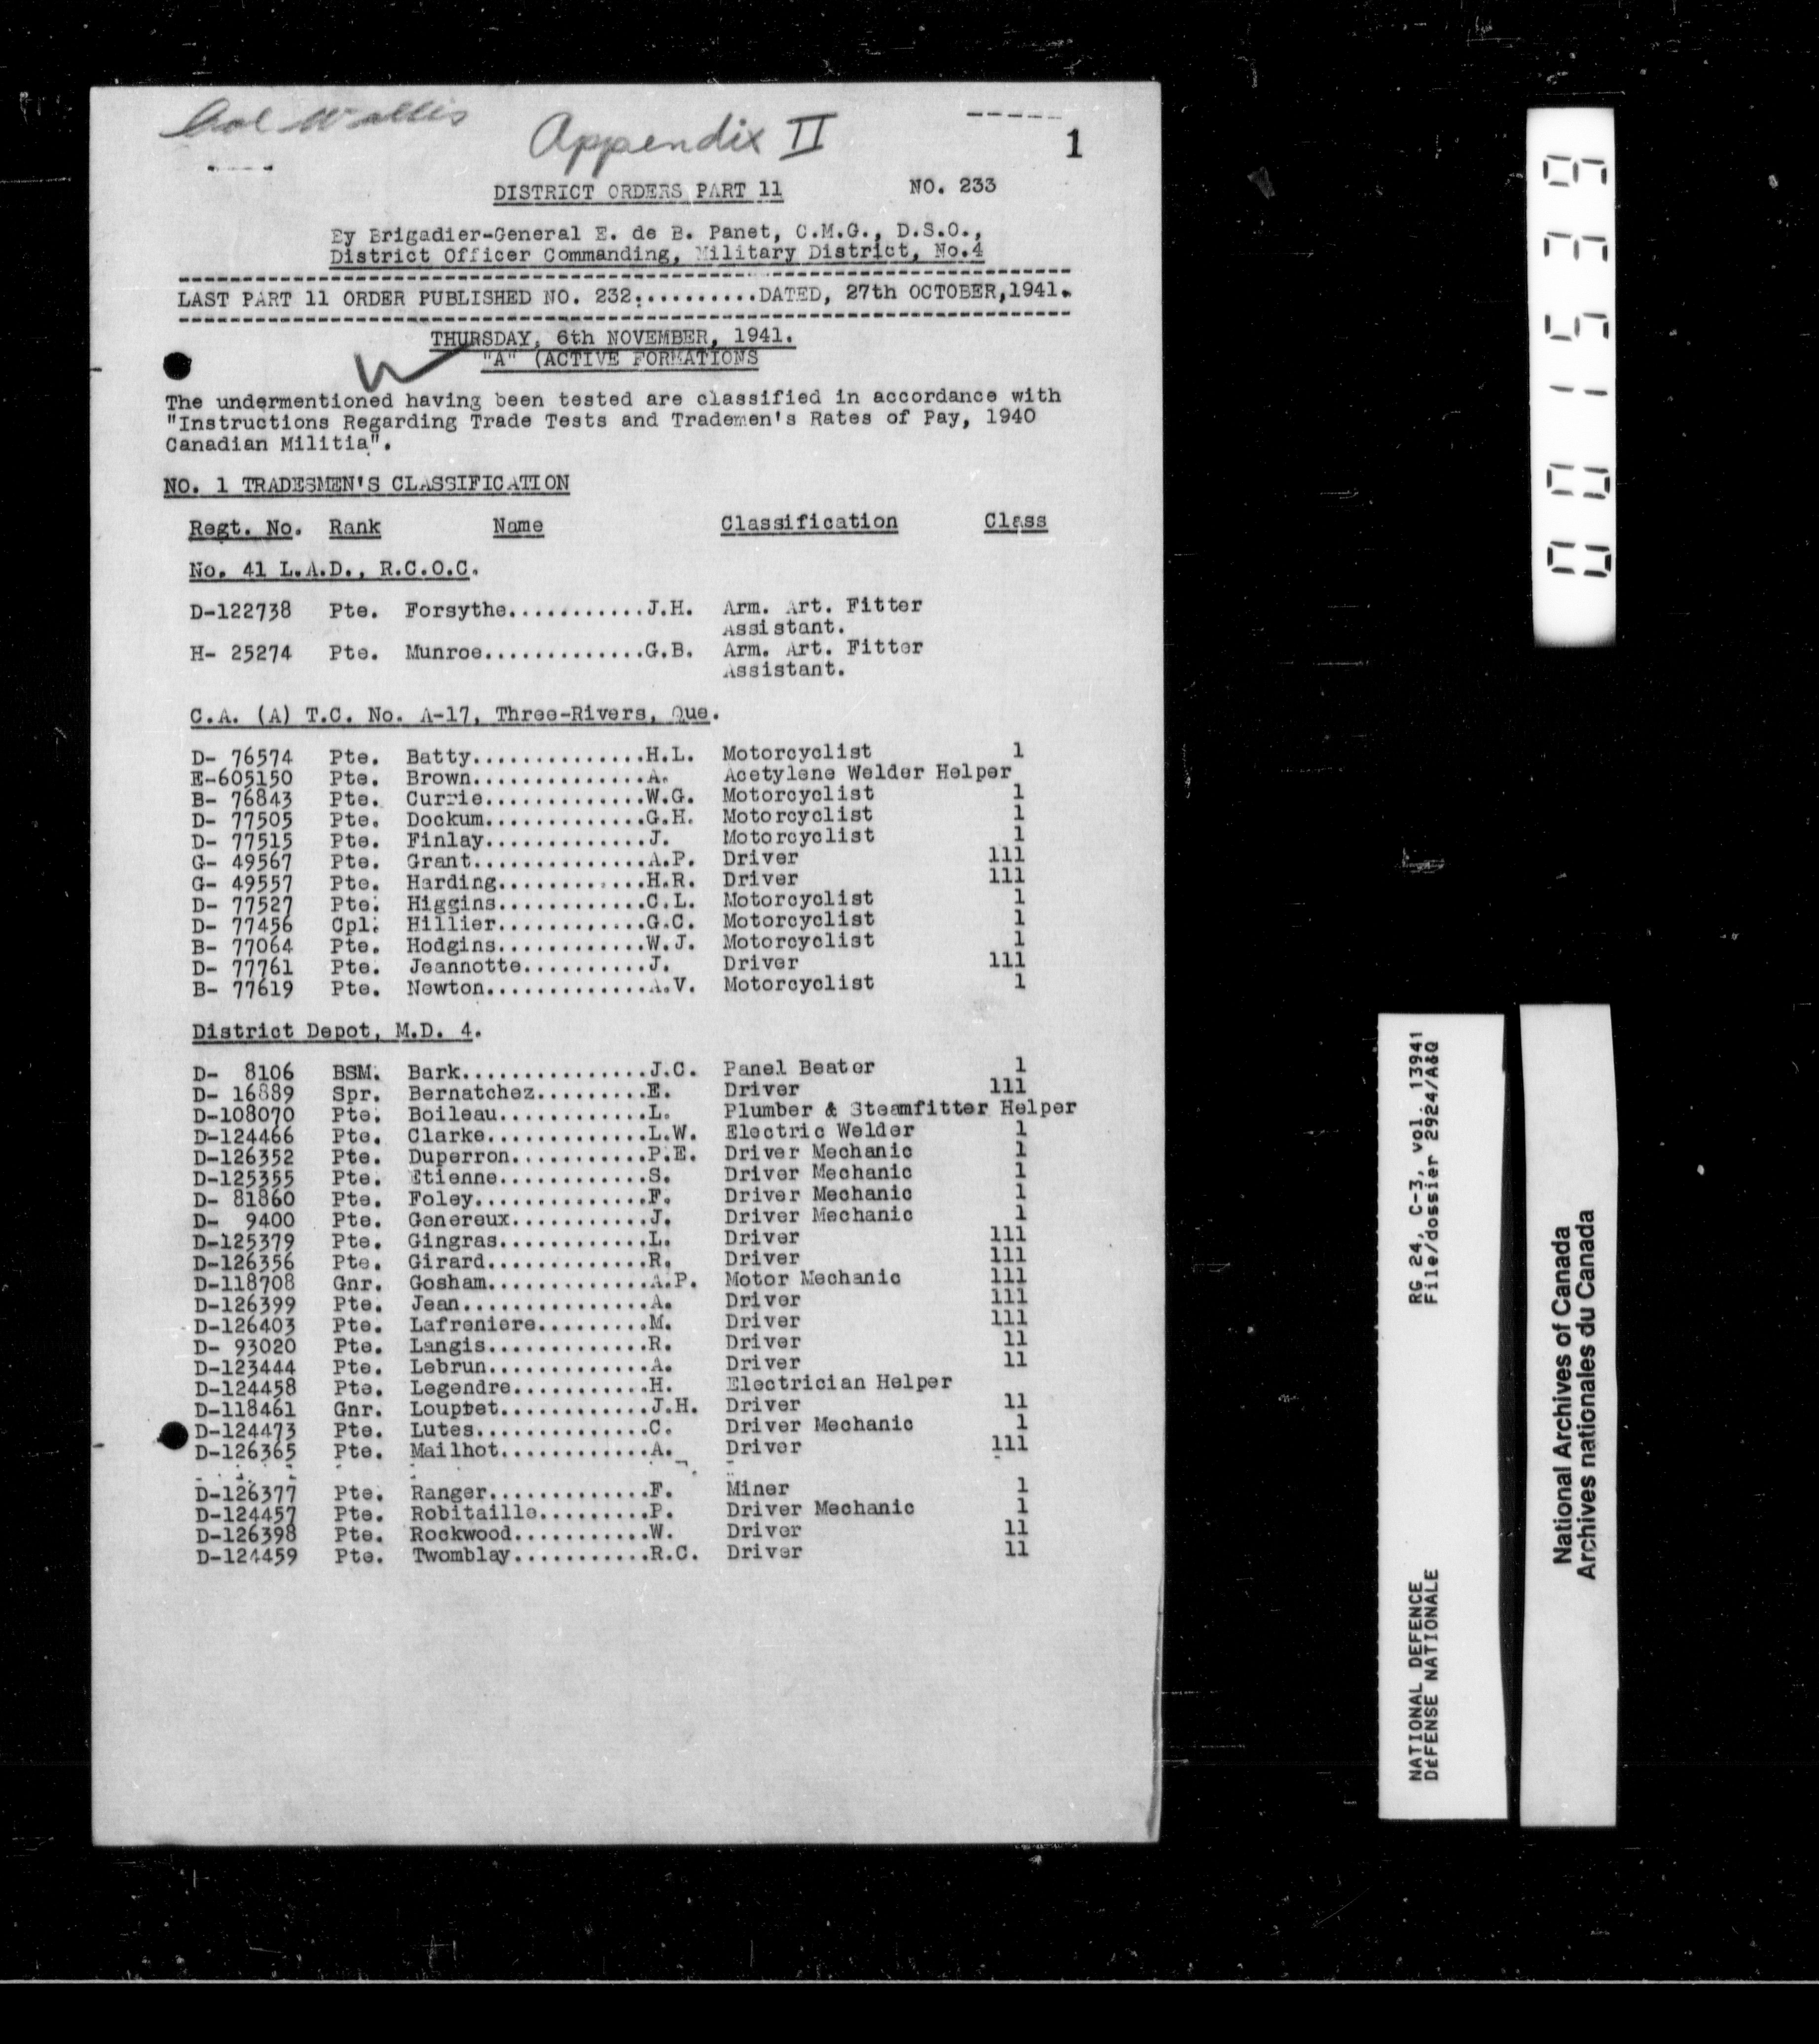 Col Wallis
Appendix II
1
DISTRICT ORDERS PART 11 NO. 233
By Brigadier-General E. de B. Panet, C.M.G., D.S.O.,
District Officer Commanding, Military District, No.4
LAST PART 11 ORDER PUBLISHED NO. 232...........DATED, 27th OCTOBER,1941.
THURSDAY, 6th NOVEMBER, 1941.
"A" (ACTIVE FORMATIONS
The undermentioned having been tested are classified in accordance with
"Instructions Regarding Trade Tests and Trademen's Rates of Pay, 1940
Canadian Militia".
NO. 1 TRADESMEN'S CLASSIFICATION
Regt. No. Rank Name Classification Class
No. 41 L.A.D., R.C.O.C.
D-122738 Pte. Forsythe...........J.H. Arm. Art. Fitter
Assistant.
H- 25274 Pte. Munroe.............G.B. Arm. Art. Fitter
Assistant.
C.A. (A) T.C. No. A-17, Three-Rivers, Que.
D- 76574 Pte. Batty..............H.L. Motorcyclist 1
E-605150 Pte. Brown..............A. Acetylene Welder Helper
B- 76843 Pte. Currie.............W.G. Motorcyclist 1
D- 77505 Pte. Dockum.............G.H. Motorcyclist 1
D- 77515 Pte. Finlay.............J. Motorcyclist 1
G- 49567 Pte. Grant..............A.P. Driver 111
G- 49557 Pte. Harding............H.R. Driver 111
D- 77527 Pte. Higgins............C.L. Motorcyclist 1
D- 77456 Cpl. Hillier............G.C. Motorcyclist 1
B- 77064 Pte. Hodgins............W.J. Motorcyclist 1
D- 77761 Pte. Jeannotte..........J. Driver 111
B- 77619 Pte. Newton.............A.V. Motorcyclist 1
District Depot, M.D. 4.
D- 8106 BSM. Bark...............J.C. Panel Beater 1
D- 16889 Spr. Bernatchez.........E. Driver 111
D-108070 Pte. Boileau............L. Plumber & Steamfitter Helper
D-124466 Pte. Clarke.............L.W. Electric Welder 1
D-126352 Pte. Duperron...........P.E. Driver Mechanic 1
D-125355 Pte. Etienne............S. Driver Mechanic 1
D- 81860 Pte. Foley..............F. Driver Mechanic 1
D- 9400 Pte. Genereux...........J. Driver Mechanic 1
D-125379 Pte. Gingras............L. Driver 111
D-126356 Pte. Girard.............R. Driver 111
D-118708 Gnr. Gosham.............A.P. Motor Mechanic 111
D-126399 Pte. Jean...............A. Driver 111
D-126403 Pte. Lafreniere.........M. Driver 111
D- 93020 Pte. Langis.............R. Driver 11
D-123444 Pte. Lebrun.............A. Driver 11
D-124458 Pte. Legendre...........H. Electrician Helper
D-118461 Gnr. Louptet............J.H. Driver 11
D-124473 Pte. Lutes..............C. Driver Mechanic 1
D-126365 Pte. Mailhot............A. Driver 111
D-126377 Pte. Ranger.............F. Miner 1
D-124457 Pte. Robitaille.........P. Driver Mechanic 1
D-126398 Pte. Rockwood...........W. Driver 11
D-124459 Pte. Twomblay...........R.C. Driver 11
001539
NATIONAL DEFENCE RG 24, C-3, vol. 13941
DéFENSE NATIONALE File/dossier 2924/A&Q
National Archives of Canada
Archives nationales du Canada